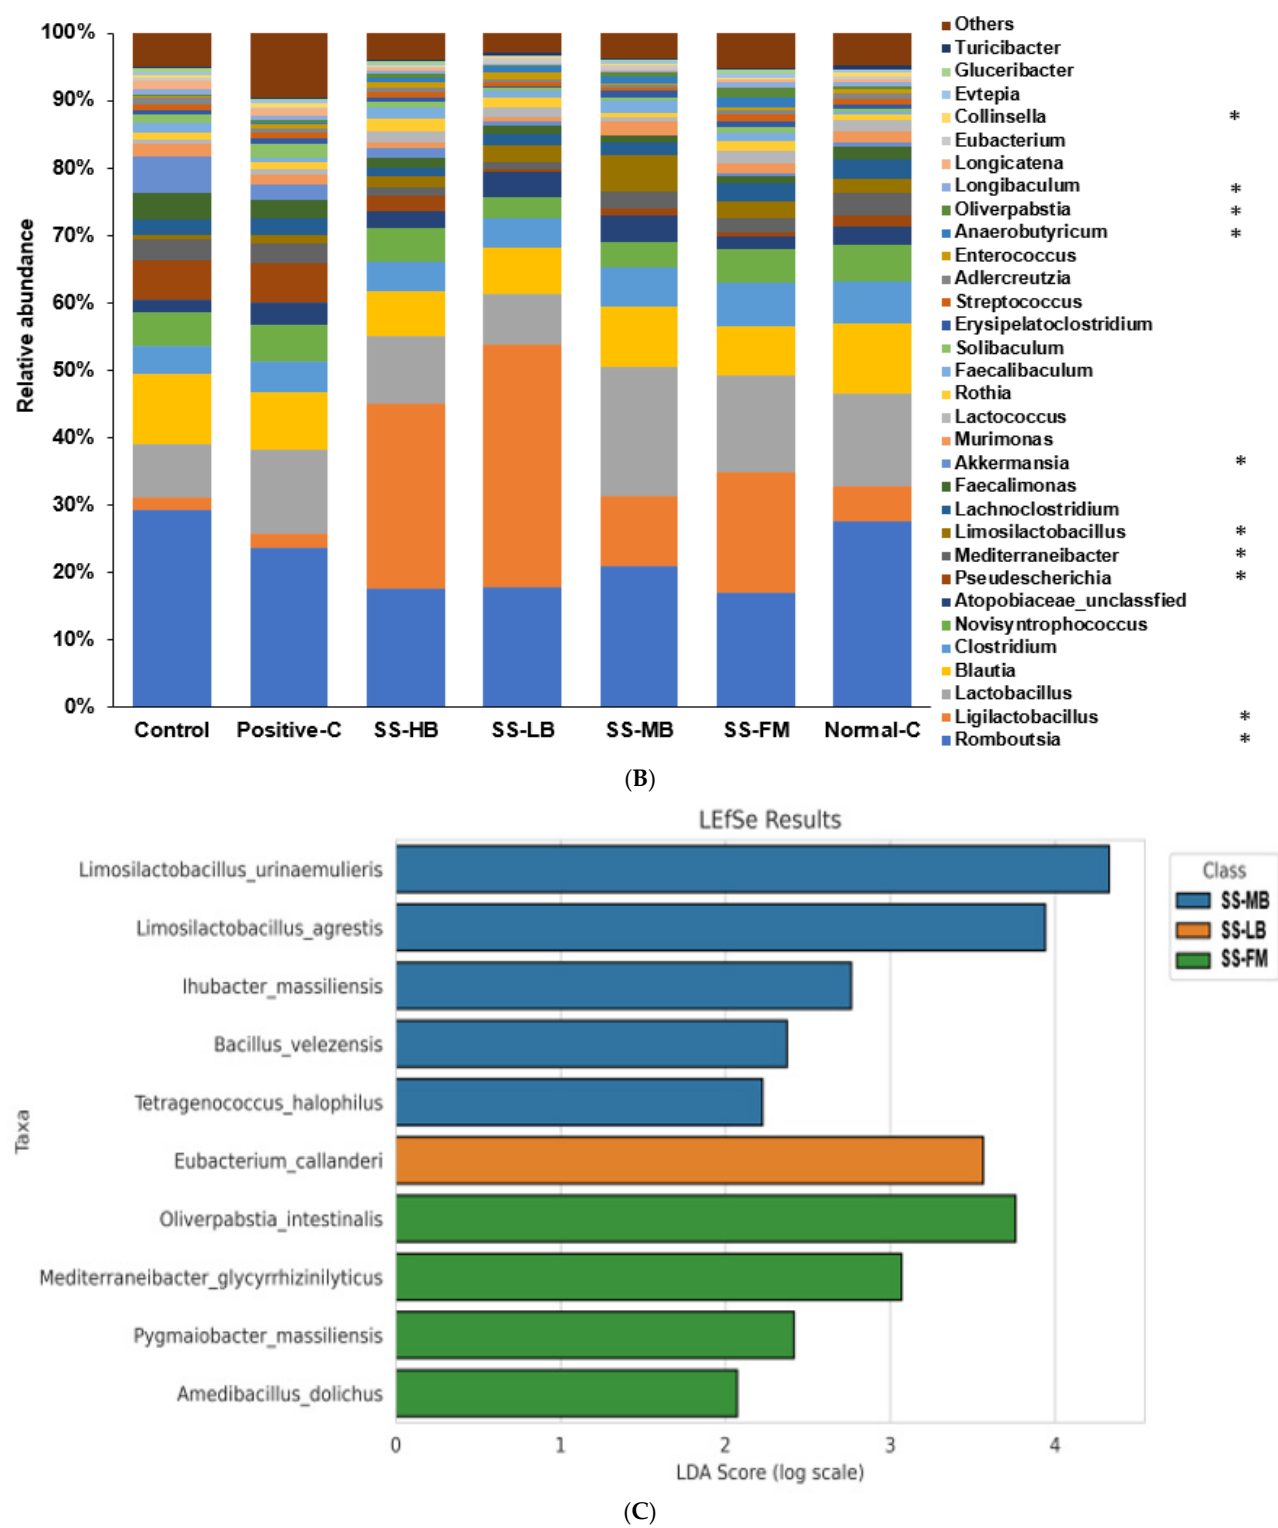 100%
90%
80%
70%
60%
50%
40%
30%
20%
10%
0%
Relative abundance
Control
Positive-C
SS-HB
SS-LB
SS-MB
SS-FM
Normal-C
Others
Turicibacter
Gluceribacter
Evtepia
Collinsella *
Eubacterium
Longicatena
Longibaculum *
Oliverpabstia *
Anaerobutyricum *
Enterococcus
Adlercreutzia
Streptococcus
Erysipelatoclostridium
Solibaculum
Faecalibaculum
Rothia
Lactococcus
Murimonas
Akkermansia *
Faecalimonas
Lachnoclostridium
Limosilactobacillus *
Mediterraneibacter *
Pseudescherichia *
Atopobiaceae_unclassfied
Novisyntrophococcus
Clostridium
Blautia
Lactobacillus
Ligilactobacillus *
Romboutsia *
(B)
LEfSe Results
Limosilactobacillus_urinaemulieris
Limosilactobacillus_agrestis
Ihubacter_massiliensis
Bacillus_velezensis
Tetragenococcus_halophilus
Eubacterium_callanderi
Oliverpabstia_intestinalis
Mediterraneibacter_glycyrrhizinilyticus
Pygmaiobacter_massiliensis
Amedibacillus_dolichus
Taxa
0 1 2 3 4
LDA Score (log scale)
Class
SS-MB
SS-LB
SS-FM
(C)